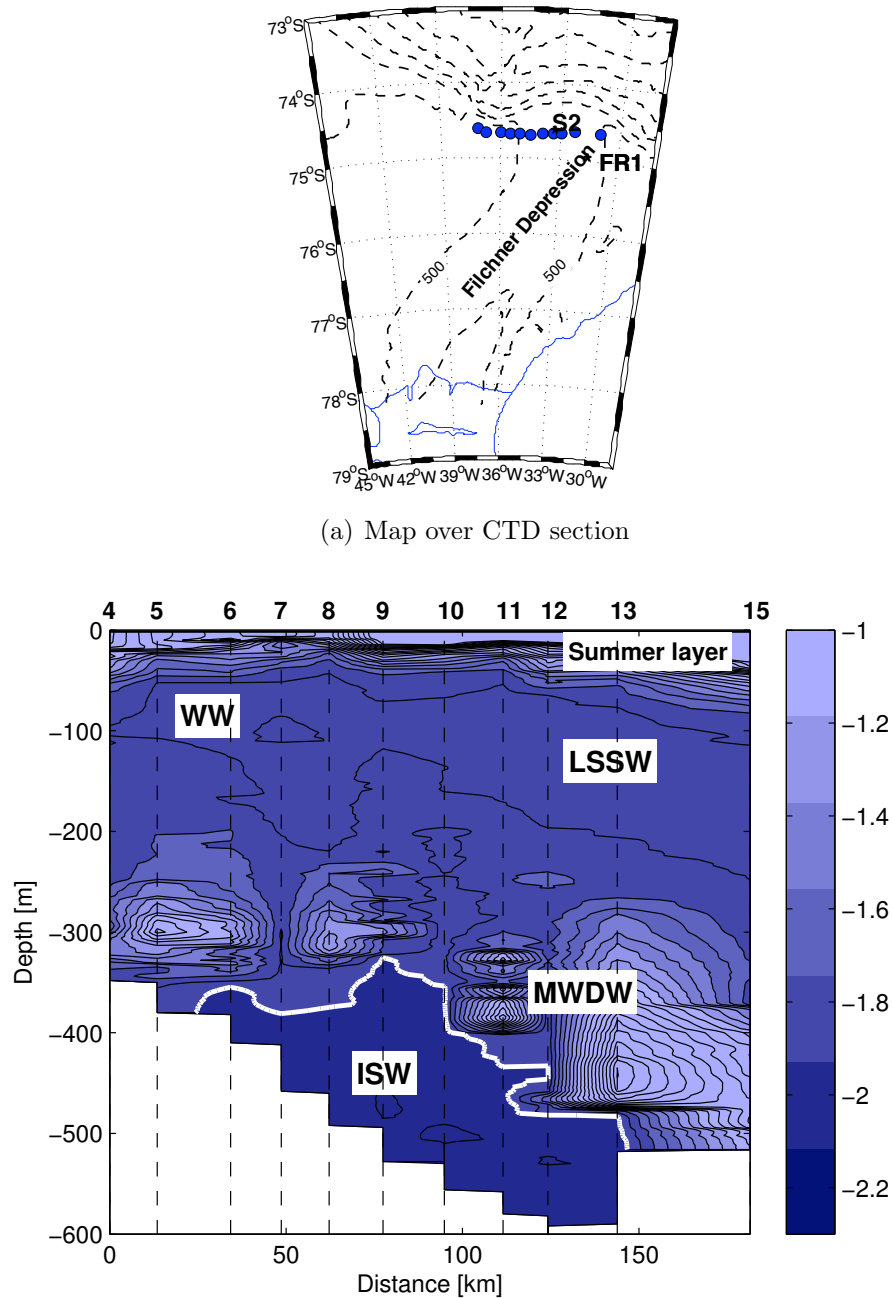 73°S
74°S
75°S
76°S
77°S
78°S
79°S
S2
FR1
Filchner Depression
500
500
45°W 42°W 39°W 36°W 33°W 30°W
(a) Map over CTD section
4 5 6 7 8 9 10 11 12 13 15
0
−100
−200
−300
−400
−500
−600
Depth [m]
Summer layer
WW
LSSW
MWDW
ISW
0 50 100 150
Distance [km]
−1
−1.2
−1.4
−1.6
−1.8
−2
−2.2